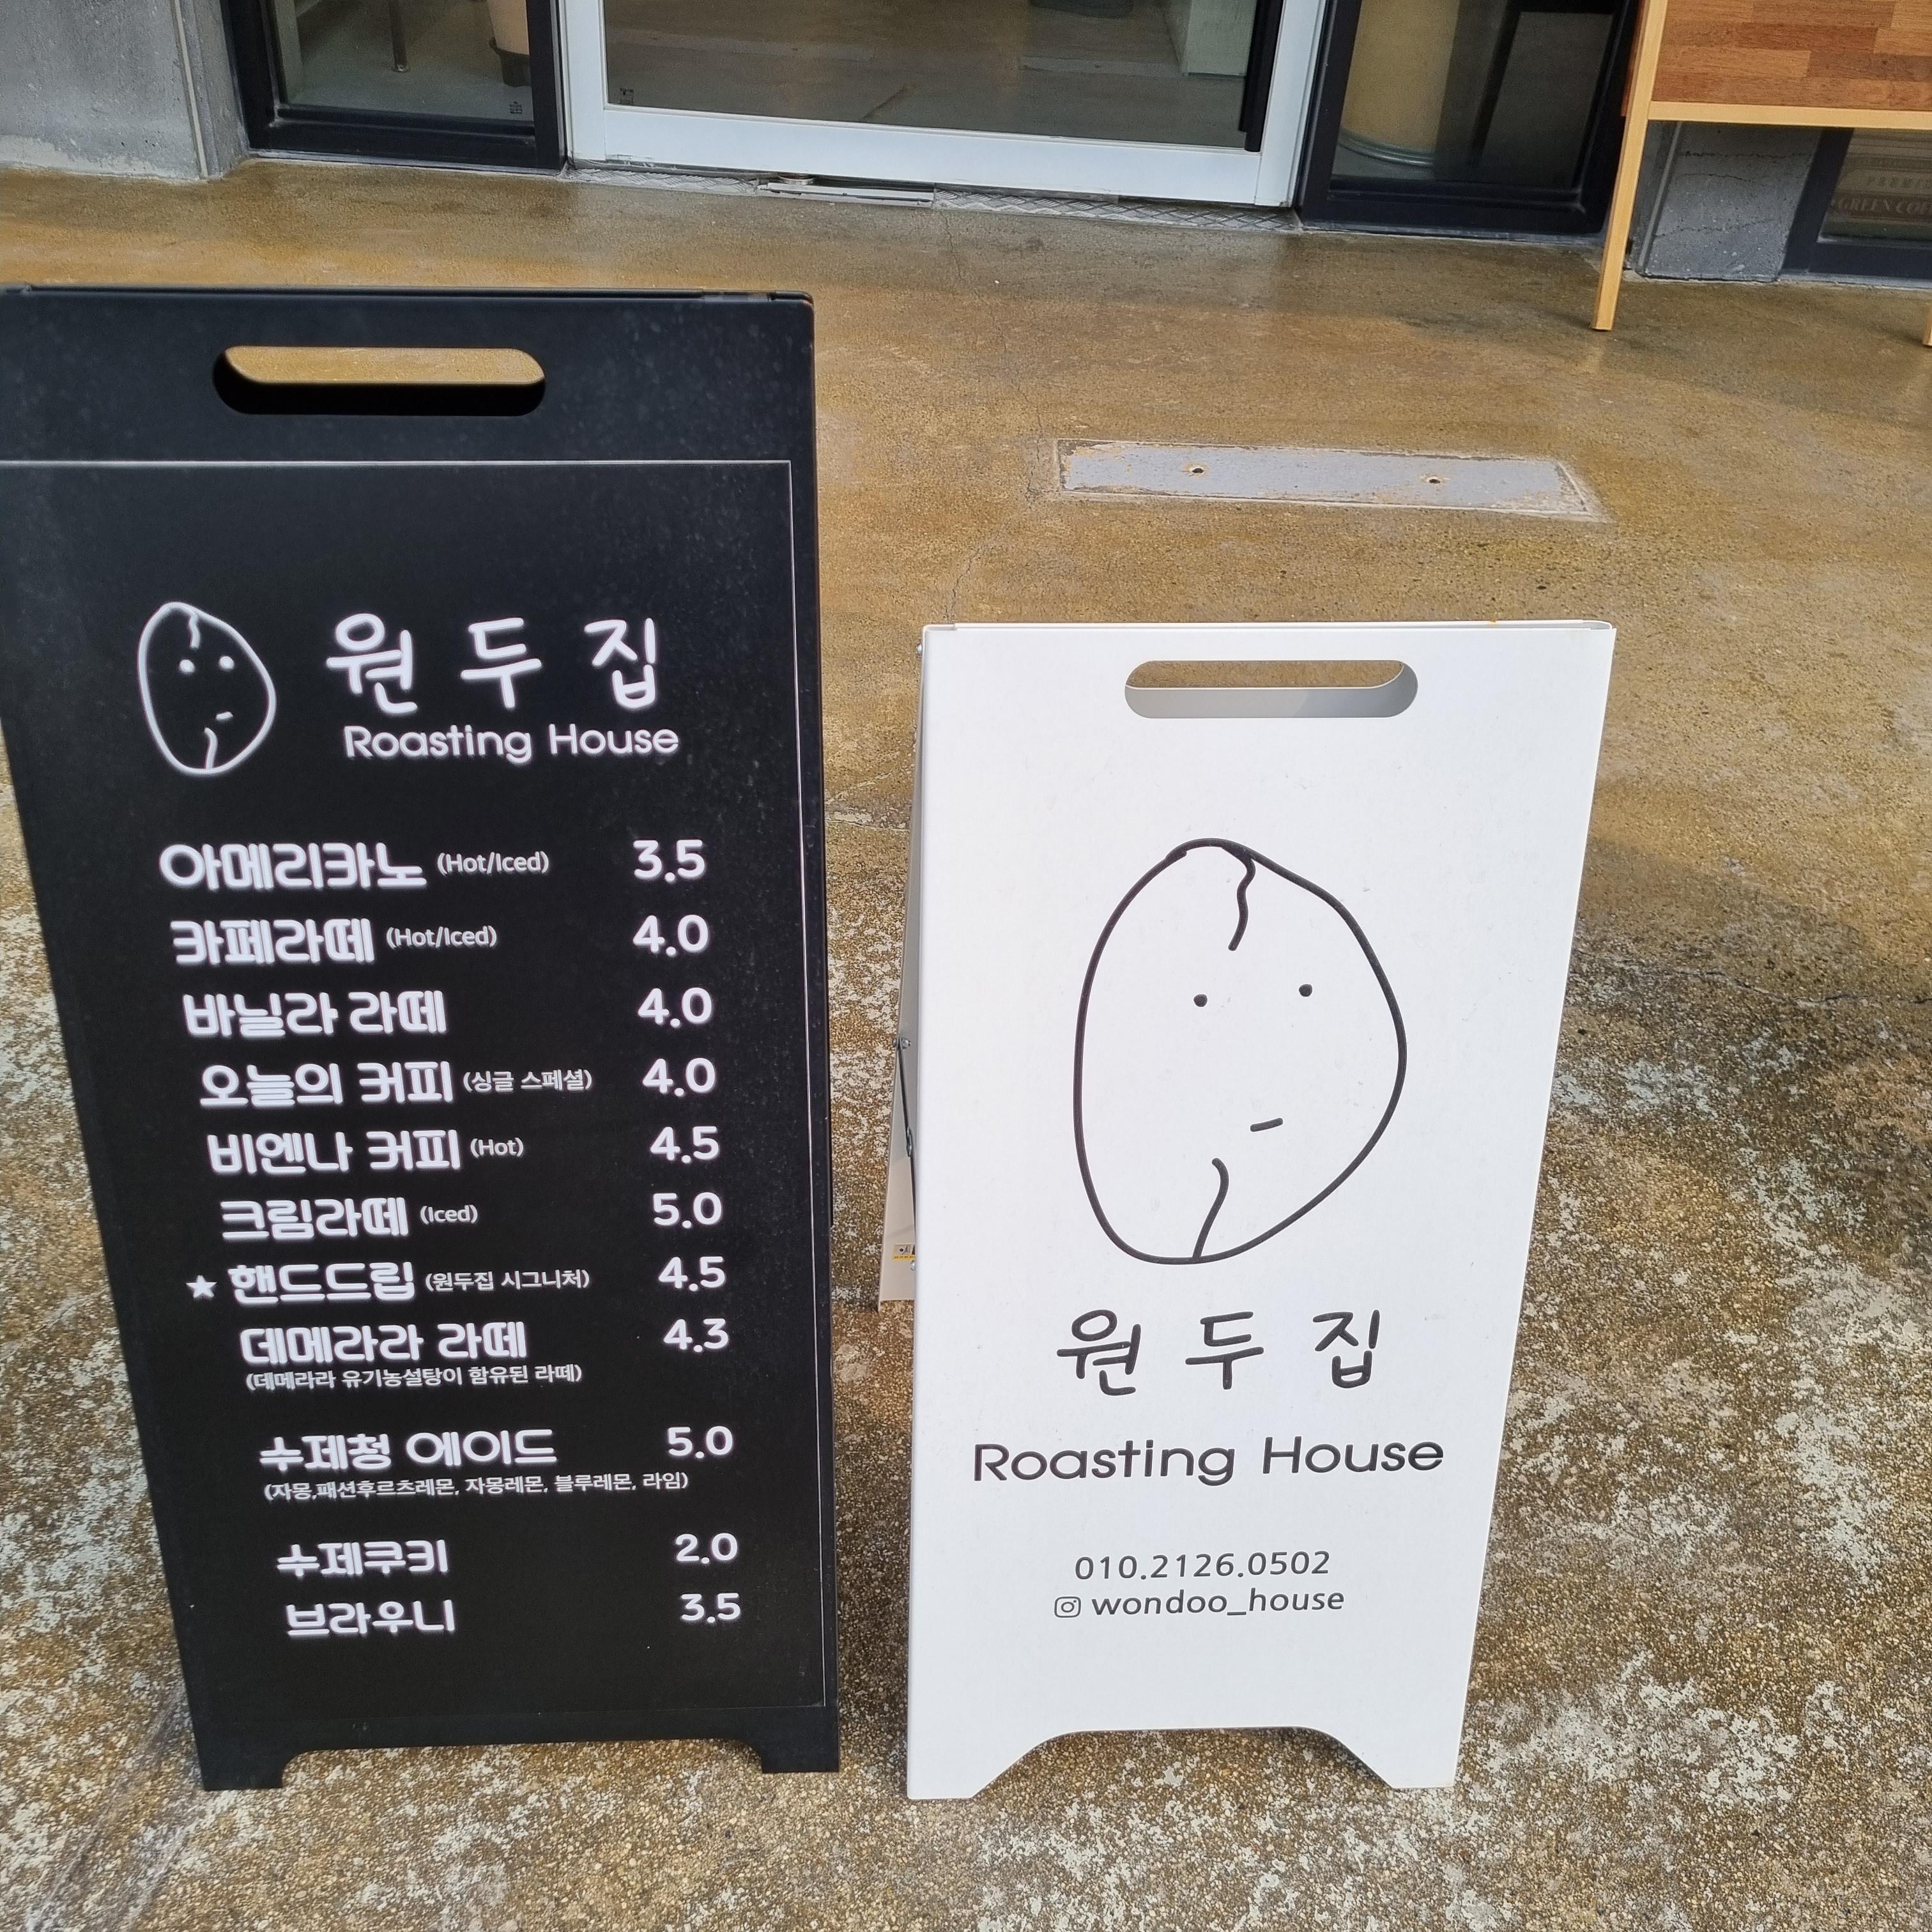 원두집
Roasting House
아메리카노 (Hot/Iced) 3.5
카페라떼 (Hot/Iced) 4.0
바닐라 라떼 4.0
오늘의 커피 (싱글 스페셜) 4.0
비엔나 커피 (Hot) 4.5
크림라떼 (Iced) 5.0
★ 핸드드립 (원두집 시그니처) 4.5
데메라라 라떼 4.3
(데메라라 유기농설탕이 함유된 라떼)
수제청 에이드 5.0
(자몽,패션후르츠레몬, 자몽레몬, 블루레몬, 라임)
수제쿠키 2.0
브라우니 3.5
원두집
Roasting House
010.2126.0502
wondoo_house